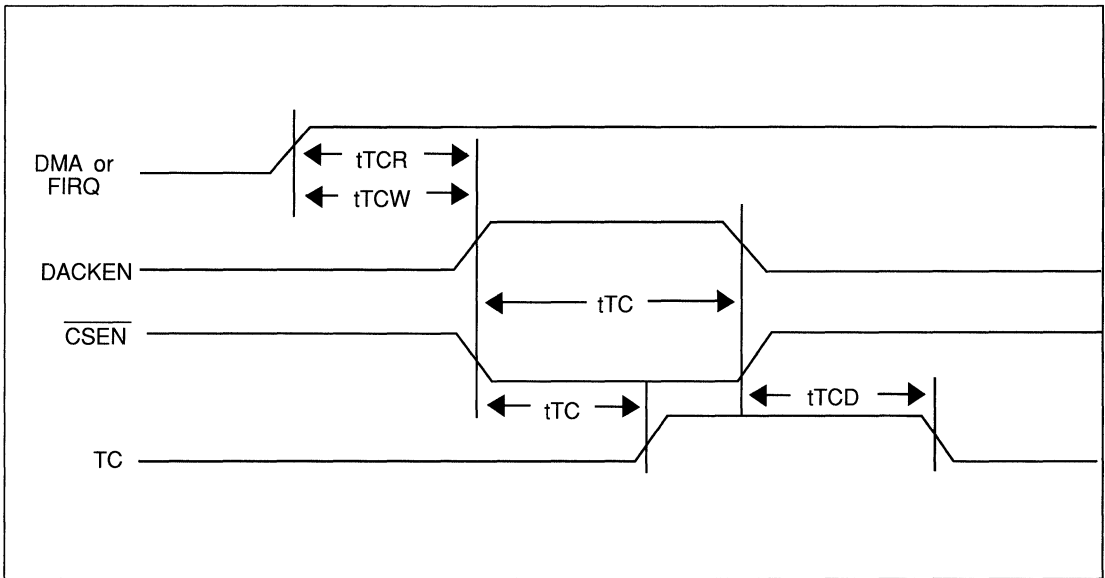 DMA or
FIRQ
tTCR
tTCW
DACKEN
tTC
CSEN
tTC
tTCD
TC